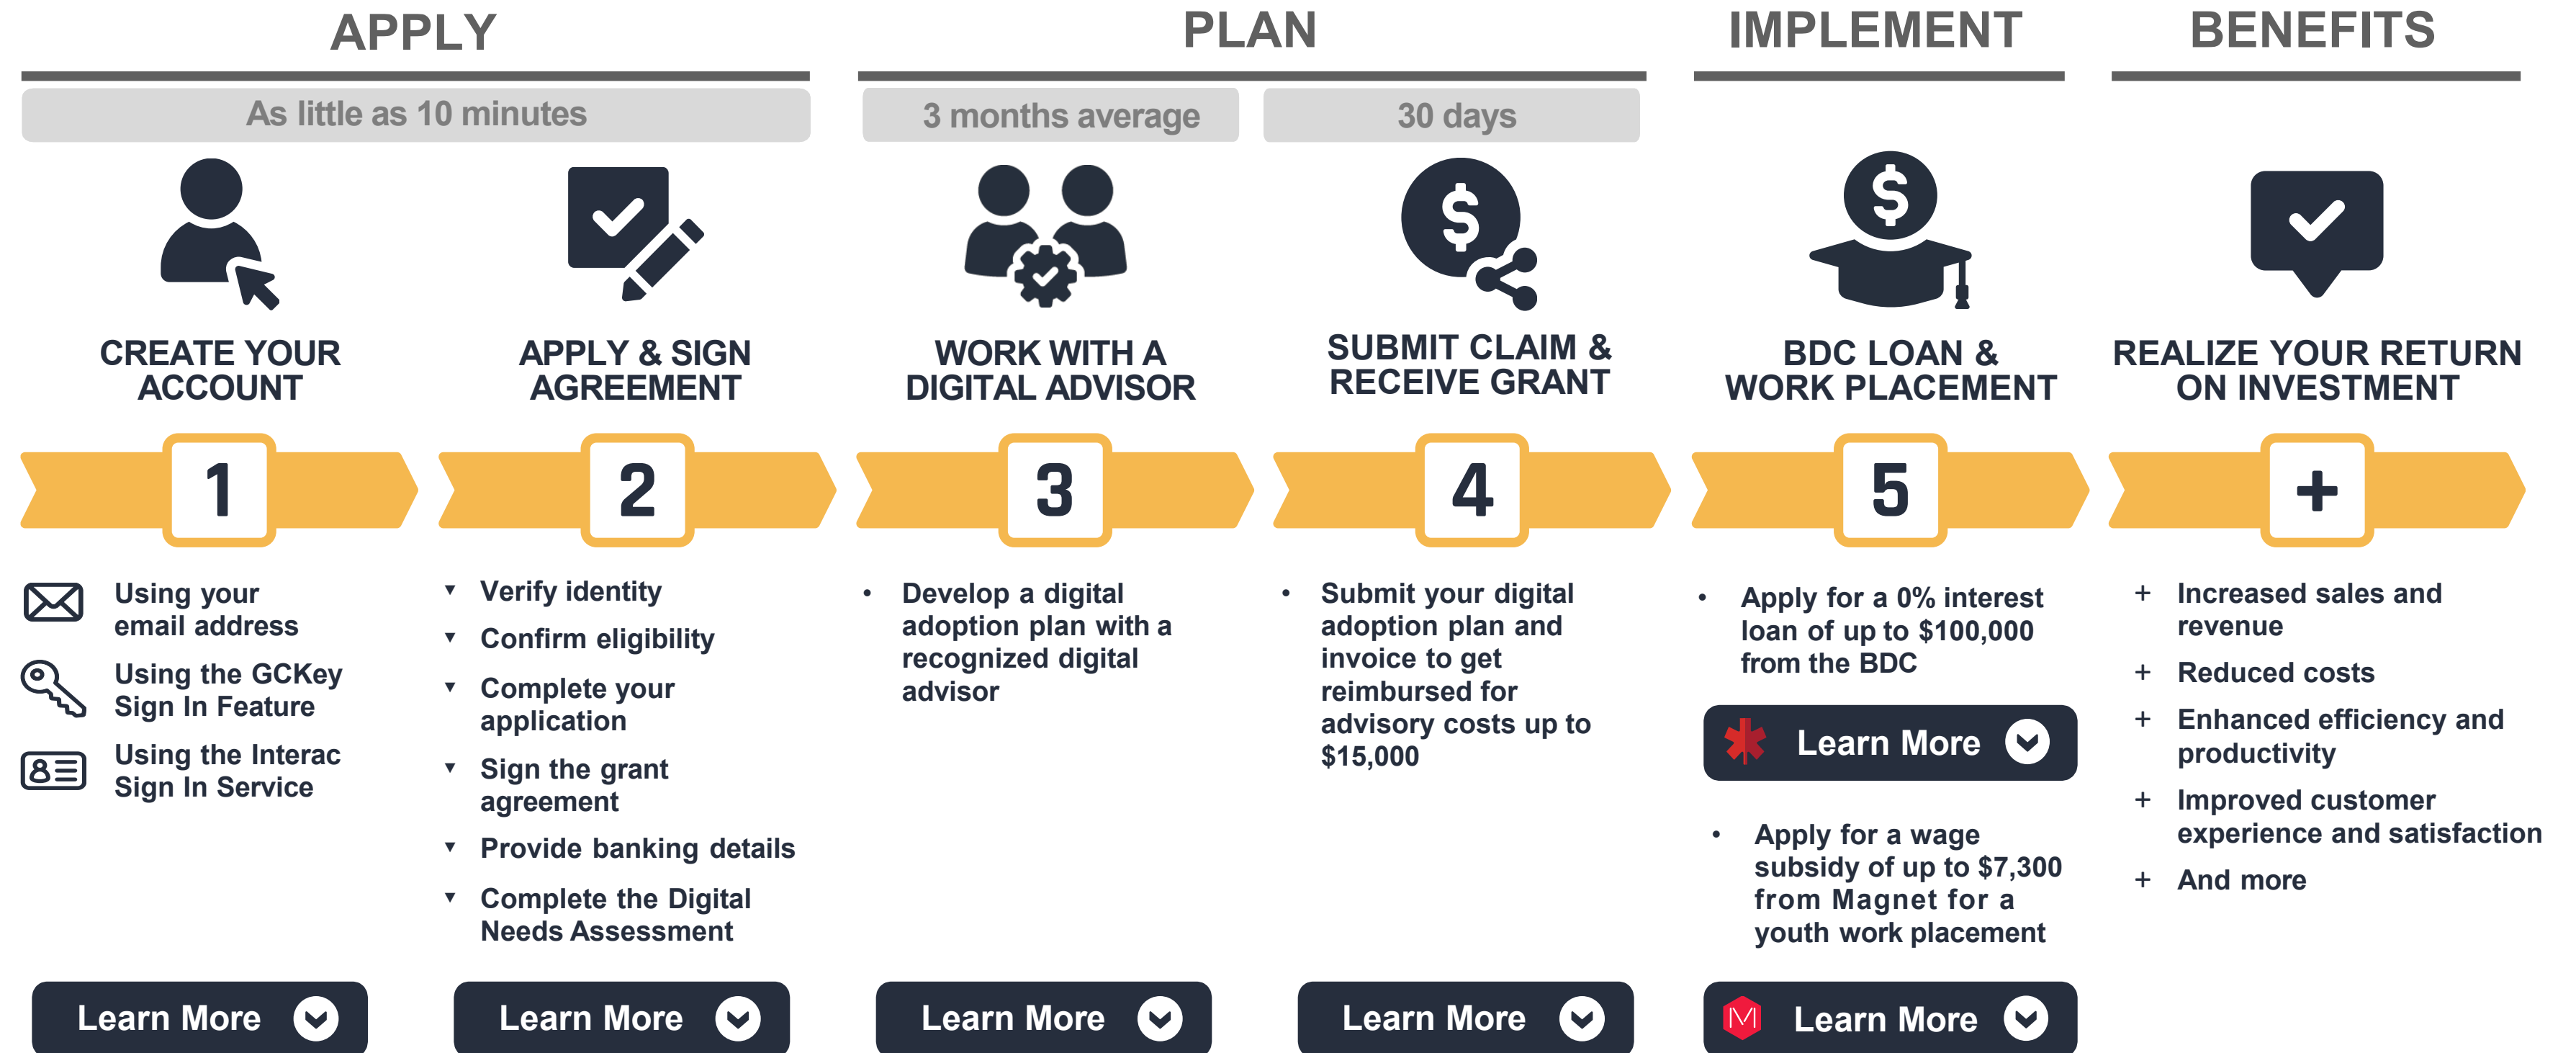 APPLY
As little as 10 minutes
CREATE YOUR
ACCOUNT
1
Using your
email address
Using the GCKey
Sign In Feature
Using the Interac
Sign In Service
Learn More
APPLY & SIGN
AGREEMENT
2
Verify identity
Confirm eligibility
Complete your
application
Sign the grant
agreement
Provide banking details
Complete the Digital
Needs Assessment
Learn More
PLAN
3 months average
WORK WITH A
DIGITAL ADVISOR
3
• Develop a digital
adoption plan with a
recognized digital
advisor
Learn More
30 days
SUBMIT CLAIM &
RECEIVE GRANT
4
• Submit your digital
adoption plan and
invoice to get
reimbursed for
advisory costs up to
$15,000
Learn More
IMPLEMENT
BDC LOAN &
WORK PLACEMENT
5
• Apply for a 0% interest
loan of up to $100,000
from the BDC
Learn More
• Apply for a wage
subsidy of up to $7,300
from Magnet for a
youth work placement
Learn More
BENEFITS
REALIZE YOUR RETURN
ON INVESTMENT
+
+ Increased sales and
revenue
+ Reduced costs
+ Enhanced efficiency and
productivity
+ Improved customer
experience and satisfaction
+ And more